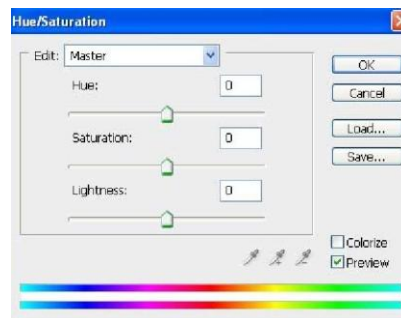 Hue/Saturation
Edit: Master
OK
Hue: 0
Cancel
Load...
Saturation: 0
Save...
Lightness: 0
Colorize
Preview